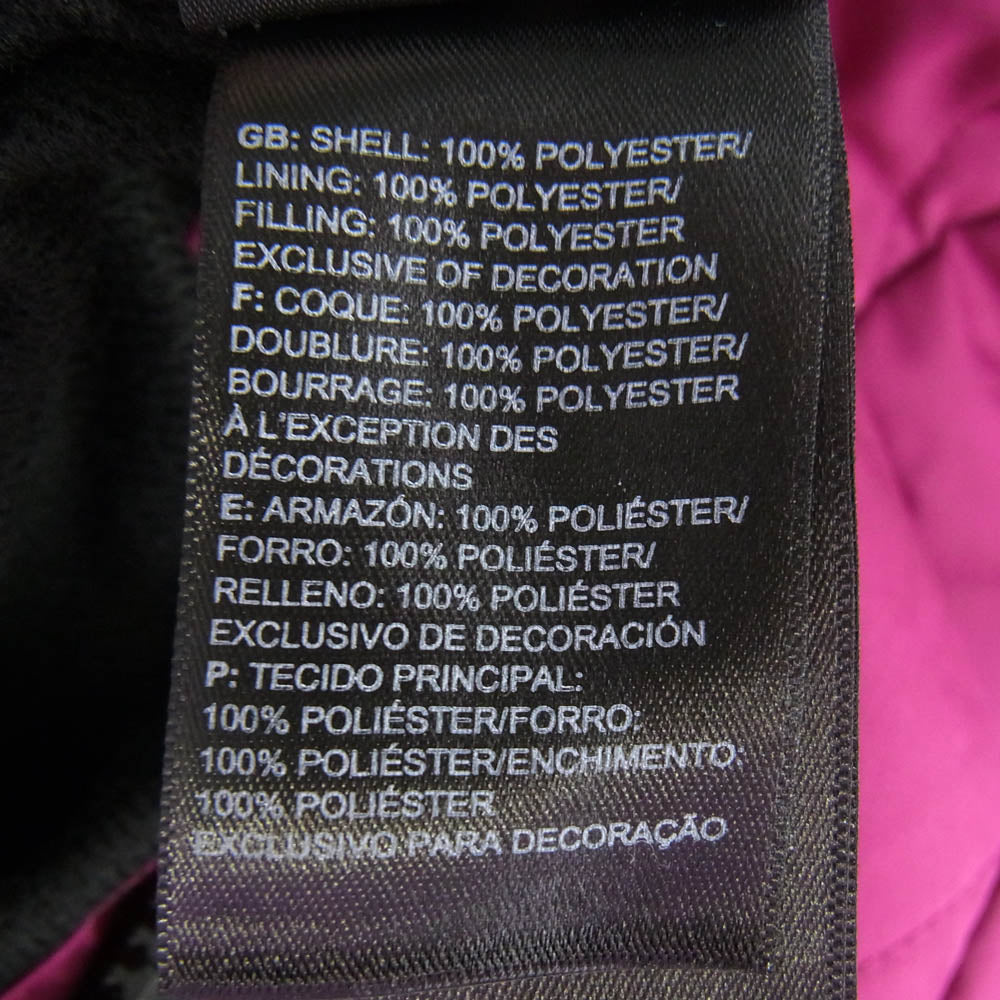 GB: SHELL: 100% POLYESTER/
LINING: 100% POLYESTER/
FILLING: 100% POLYESTER
EXCLUSIVE OF DECORATION
F: COQUE: 100% POLYESTER/
DOUBLURE: 100% POLYESTER/
BOURRAGE: 100% POLYESTER
À L'EXCEPTION DES
DÉCORATIONS
E: ARMAZÓN: 100% POLIÉSTER/
FORRO: 100% POLIÉSTER/
RELLENO: 100% POLIÉSTER
EXCLUSIVO DE DECORACIÓN
P: TECIDO PRINCIPAL:
100% POLIÉSTER/FORRO:
100% POLIÉSTER/ENCHIMENTO:
100% POLIÉSTER
EXCLUSIVO PARA DECORAÇÃO